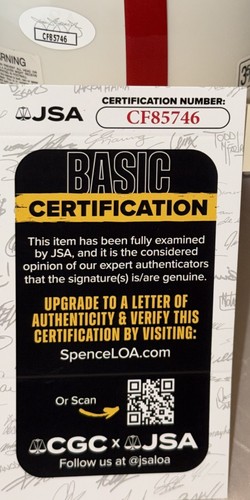 JSA
CF85746
WARNING
JSA
CERTIFICATION NUMBER:
CF85746
BASIC
CERTIFICATION
This item has been fully examined
by JSA, and it is the considered
opinion of our expert authenticators
that the signature(s) is/are genuine.
UPGRADE TO A LETTER OF
AUTHENTICITY & VERIFY THIS
CERTIFICATION BY VISITING:
SpenceLOA.com
Or Scan
CGC x JSA
Follow us at @jsaloa